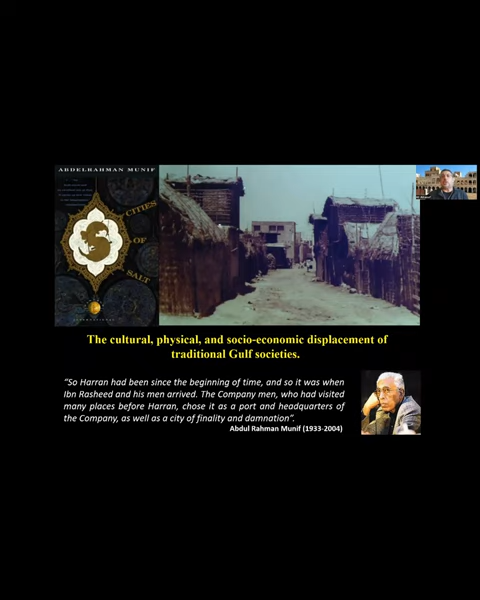 ABDELRAHMAN MUNIF
CITIES
OF
SALT
The cultural, physical, and socio-economic displacement of
traditional Gulf societies.
“So Harran had been since the beginning of time, and so it was when
Ibn Rasheed and his men arrived. The Company men, who had visited
many places before Harran, chose it as a port and headquarters of
the Company, as well as a city of finality and damnation”.
Abdul Rahman Munif (1933-2004)